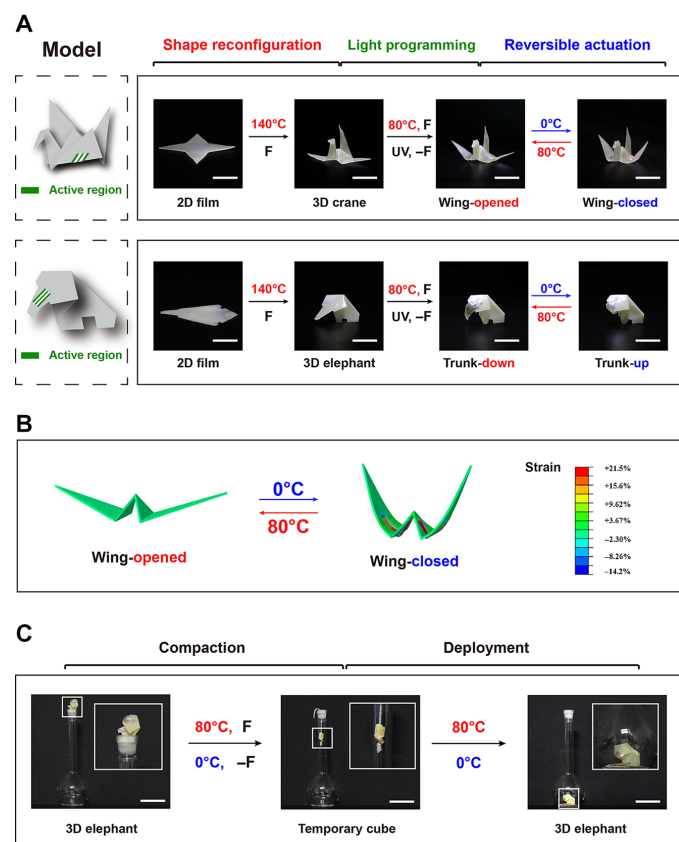 A
Model
Shape reconfiguration
Light programming
Reversible actuation
Active region
140°C
F
80°C, F
UV, –F
0°C
80°C
2D film
3D crane
Wing-opened
Wing-closed
Active region
140°C
F
80°C, F
UV, –F
0°C
80°C
2D film
3D elephant
Trunk-down
Trunk-up
B
0°C
80°C
Wing-opened
Wing-closed
Strain
+21.5%
+15.6%
+9.62%
+3.67%
–2.30%
–8.26%
–14.2%
C
Compaction
Deployment
80°C, F
0°C, –F
80°C
0°C
3D elephant
Temporary cube
3D elephant